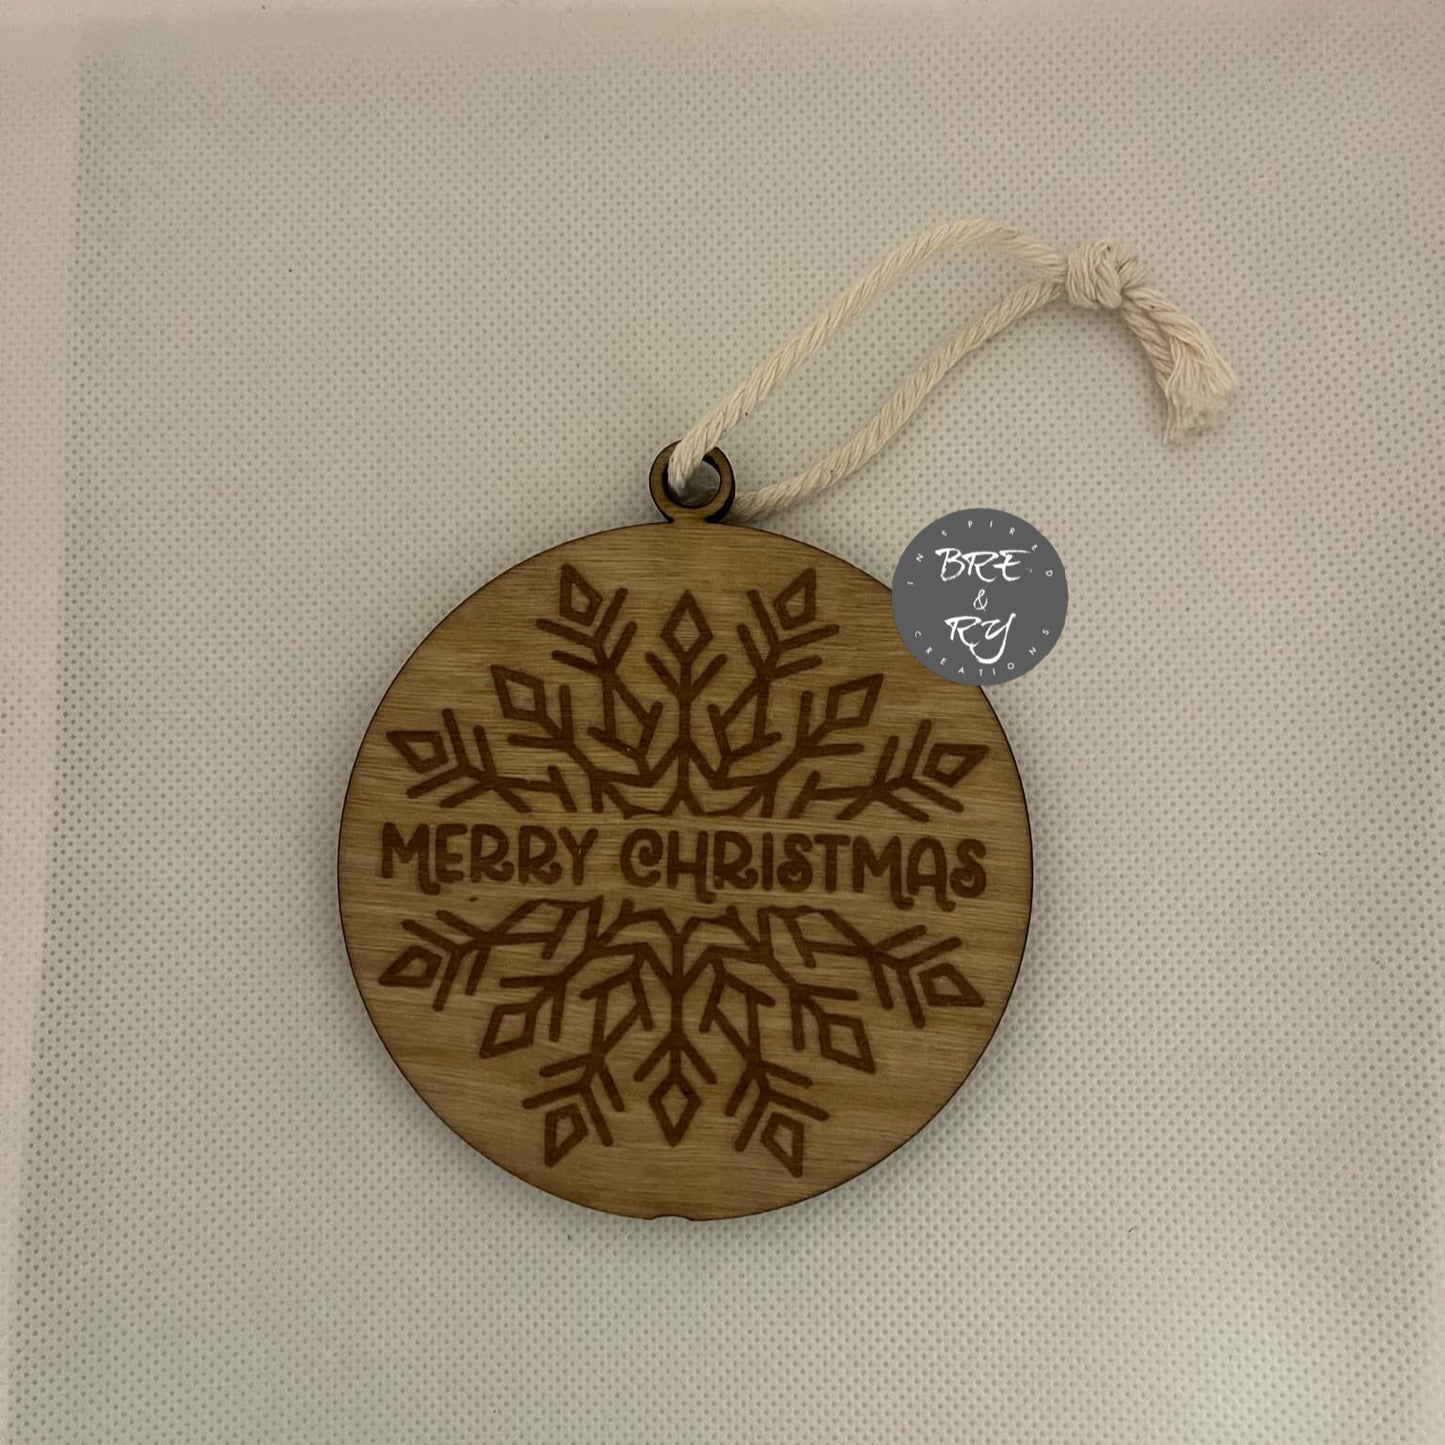 INSPIRED
BRE
&
RY
CREATIONS
MERRY CHRISTMAS